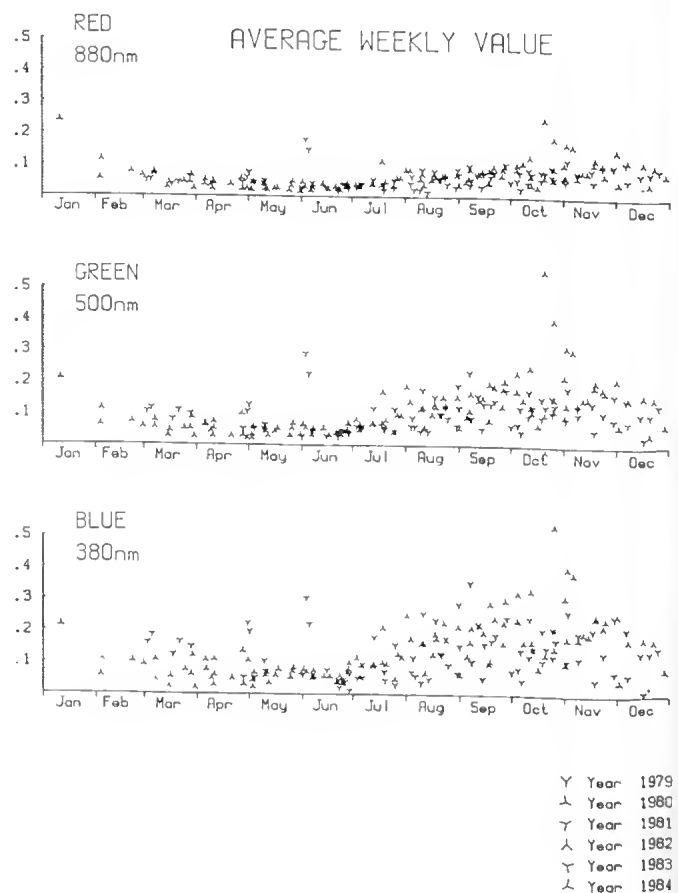 AVERAGE WEEKLY VALUE
RED
880nm
.5
.4
.3
.2
.1
Jan Feb Mar Apr May Jun Jul Aug Sep Oct Nov Dec
GREEN
500nm
.5
.4
.3
.2
.1
Jan Feb Mar Apr May Jun Jul Aug Sep Oct Nov Dec
BLUE
380nm
.5
.4
.3
.2
.1
Jan Feb Mar Apr May Jun Jul Aug Sep Oct Nov Dec
Year 1979
Year 1980
Year 1981
Year 1982
Year 1983
Year 1984